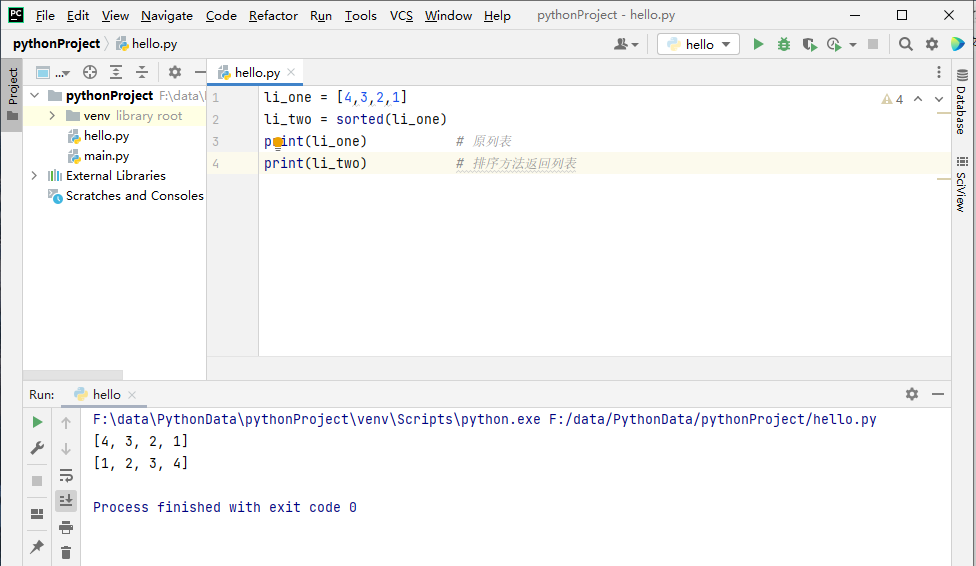 PC File Edit View Navigate Code Refactor Run Tools VCS Window Help pythonProject - hello.py
pythonProject hello.py
hello
Project
...
hello.py
pythonProject F:\data\
venv library root
hello.py
main.py
External Libraries
Scratches and Consoles
1 li_one = [4,3,2,1]
2 li_two = sorted(li_one)
3 print(li_one) # 原列表
4 print(li_two) # 排序方法返回列表
4
Database
SciView
Run: hello
F:\data\PythonData\pythonProject\venv\Scripts\python.exe F:/data/PythonData/pythonProject/hello.py
[4, 3, 2, 1]
[1, 2, 3, 4]
Process finished with exit code 0